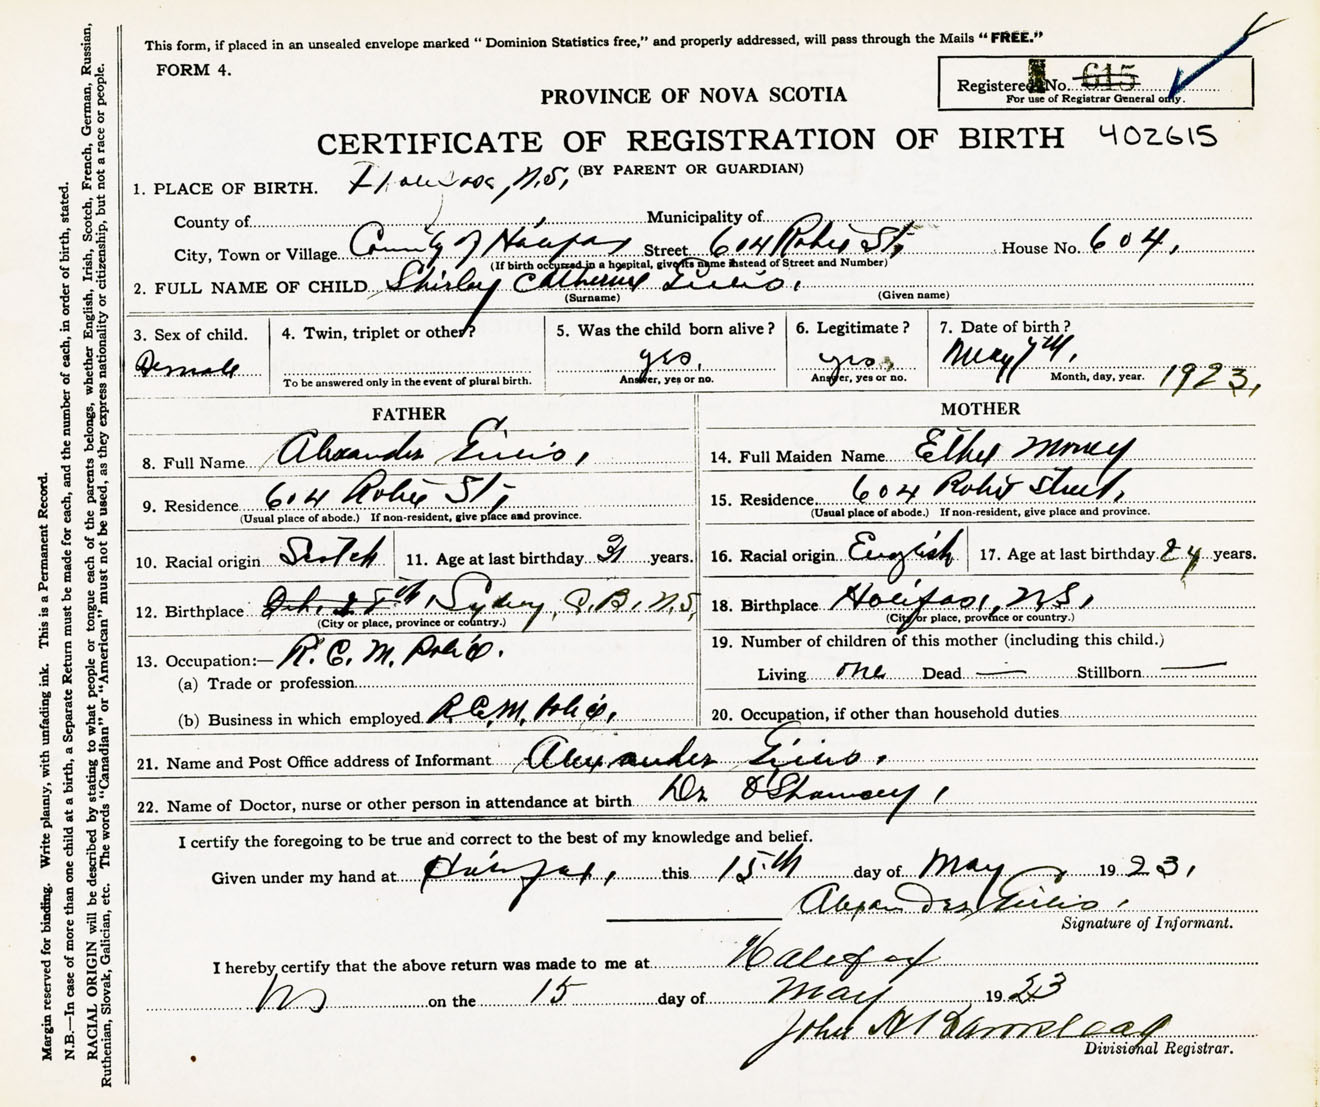 This form, if placed in an unsealed envelope marked "Dominion Statistics free," and properly addressed, will pass through the Mails "FREE."
FORM 4.
Registered No. 615
For use of Registrar General only.
PROVINCE OF NOVA SCOTIA
CERTIFICATE OF REGISTRATION OF BIRTH 402615
(BY PARENT OR GUARDIAN)
1. PLACE OF BIRTH. Halifax, N.S,
County of Municipality of
City, Town or Village County of Halifax Street 604 Robie St, House No. 604,
(If birth occurred in a hospital, give its name instead of Street and Number)
2. FULL NAME OF CHILD Shirley Catherine Gillis.
(Surname) (Given name)
3. Sex of child. 4. Twin, triplet or other? 5. Was the child born alive? 6. Legitimate? 7. Date of birth?
Female yes, yes, May 7th,
To be answered only in the event of plural birth. Answer, yes or no. Answer, yes or no. Month, day, year. 1923,
FATHER
8. Full Name Alexander Gillis,
9. Residence 604 Robie St,
(Usual place of abode.) If non-resident, give place and province.
10. Racial origin Scotch 11. Age at last birthday 31 years.
12. Birthplace Sydney, C.B., N.S,
(City or place, province or country.)
13. Occupation:— R.C.M. Police.
(a) Trade or profession
(b) Business in which employed R.C.M. Police,
MOTHER
14. Full Maiden Name Ethel Money
15. Residence 604 Robie Street,
(Usual place of abode.) If non-resident, give place and province.
16. Racial origin English 17. Age at last birthday 24 years.
18. Birthplace Halifax, N.S,
(City or place, province or country.)
19. Number of children of this mother (including this child.)
Living one Dead — Stillborn —
20. Occupation, if other than household duties
21. Name and Post Office address of Informant Alexander Gillis,
22. Name of Doctor, nurse or other person in attendance at birth Dr
I certify the foregoing to be true and correct to the best of my knowledge and belief.
Given under my hand at Halifax, this 15th day of May 1923,
Alexander Gillis,
Signature of Informant.
I hereby certify that the above return was made to me at Halifax
NS on the 15 day of May 1923
John H
Divisional Registrar.
Margin reserved for binding. Write plainly, with unfading ink. This is a Permanent Record.
N.B.—In case of more than one child at a birth, a Separate Return must be made for each, and the number of each, in order of birth, stated.
RACIAL ORIGIN will be described by stating to what people or tongue each of the parents belongs, whether English, Irish, Scotch, French, German, Russian,
Ruthenian, Slovak, Galician, etc. The words "Canadian" or "American" must not be used, as they express nationality or citizenship, but not a race or people.